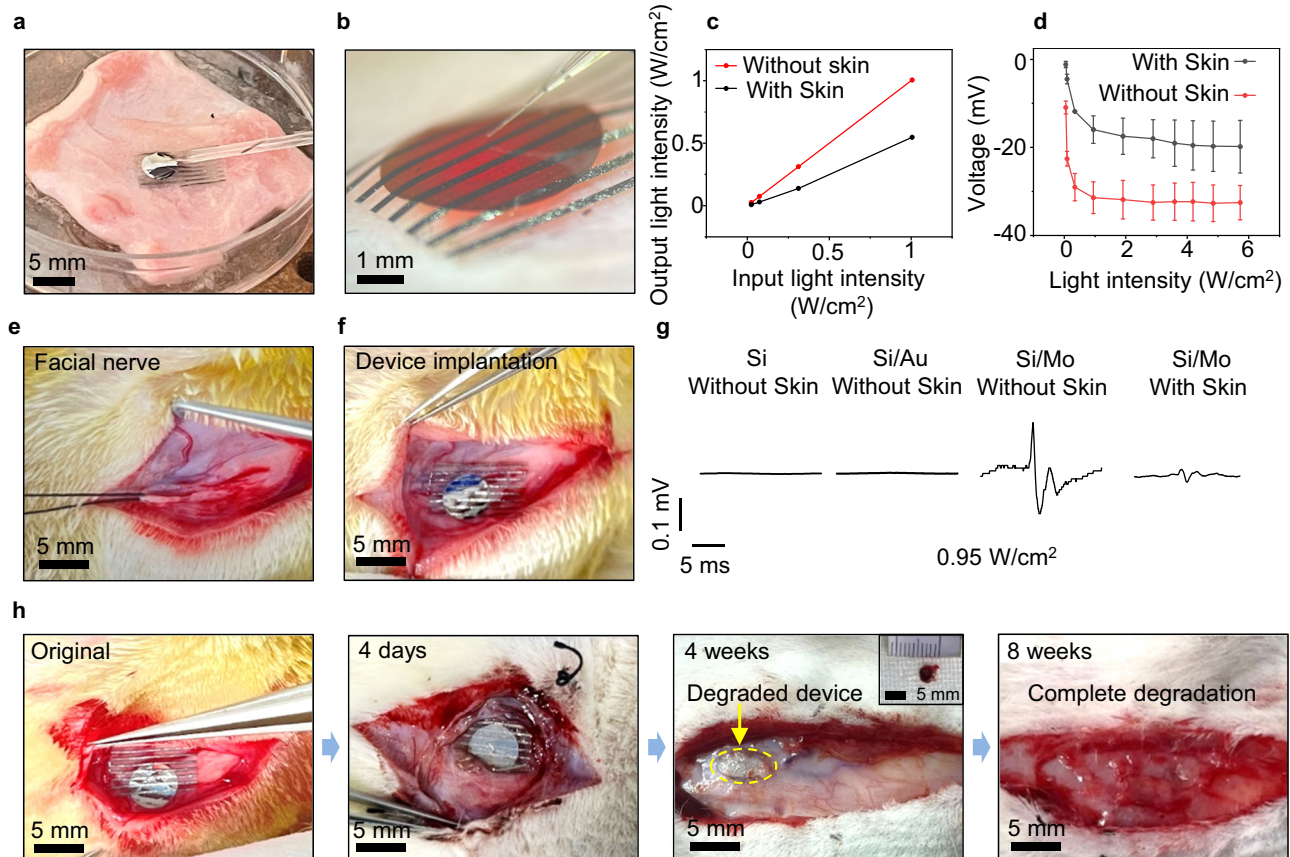 a
5 mm
b
1 mm
c
Output light intensity (W/cm²)
1
0.5
0
Without skin
With Skin
0
0.5
1
Input light intensity
(W/cm²)
d
Voltage (mV)
0
-20
-40
With Skin
Without Skin
0
2
4
6
Light intensity (W/cm²)
e
Facial nerve
5 mm
f
Device implantation
5 mm
g
Si
Without Skin
Si/Au
Without Skin
Si/Mo
Without Skin
Si/Mo
With Skin
0.1 mV
5 ms
0.95 W/cm²
h
Original
5 mm
4 days
5 mm
4 weeks
Degraded device
5 mm
5 mm
8 weeks
Complete degradation
5 mm